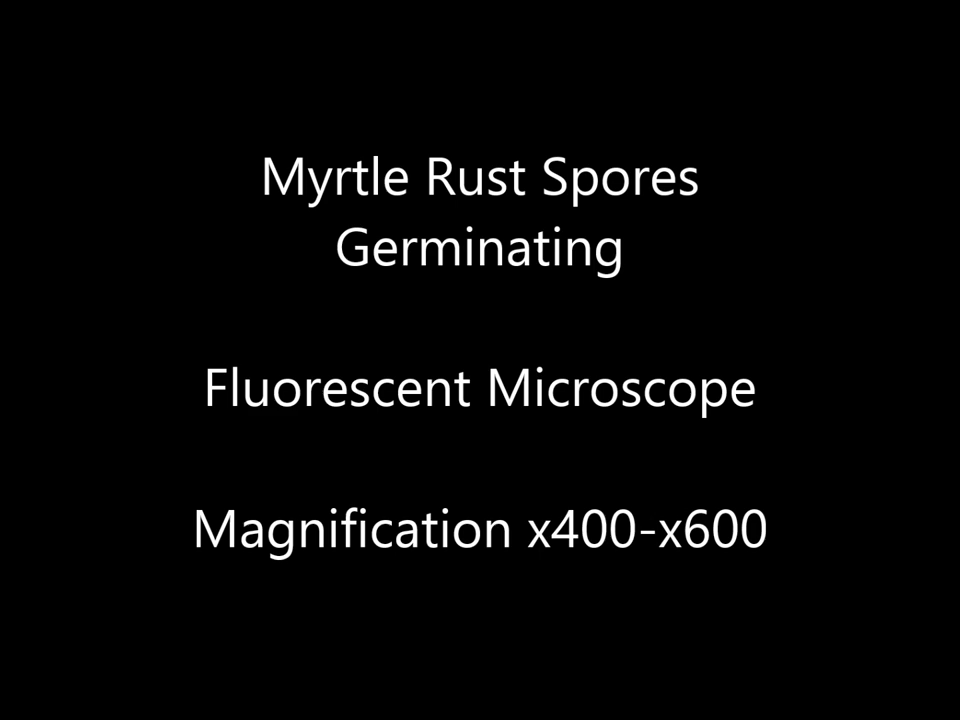 Myrtle Rust Spores
Germinating
Fluorescent Microscope
Magnification x400-x600